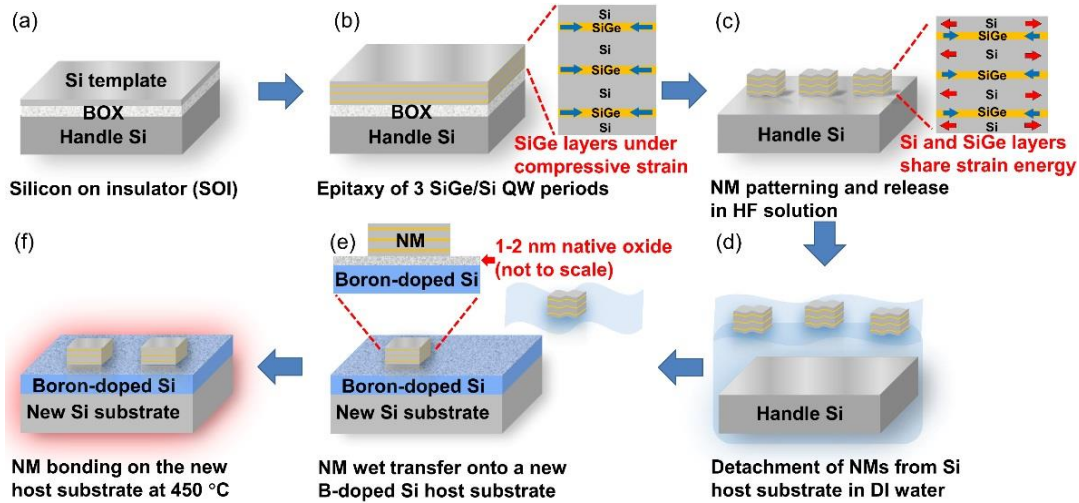 (a)
Si template
BOX
Handle Si
Silicon on insulator (SOI)
(b)
BOX
Handle Si
Si
SiGe
Si
SiGe
Si
SiGe
Si
SiGe layers under
compressive strain
Epitaxy of 3 SiGe/Si QW periods
(c)
Handle Si
Si
SiGe
Si
SiGe
Si
SiGe
Si
Si and SiGe layers
share strain energy
NM patterning and release
in HF solution
(d)
Handle Si
Detachment of NMs from Si
host substrate in DI water
(e)
NM
Boron-doped Si
1-2 nm native oxide
(not to scale)
Boron-doped Si
New Si substrate
NM wet transfer onto a new
B-doped Si host substrate
(f)
Boron-doped Si
New Si substrate
NM bonding on the new
host substrate at 450 °C